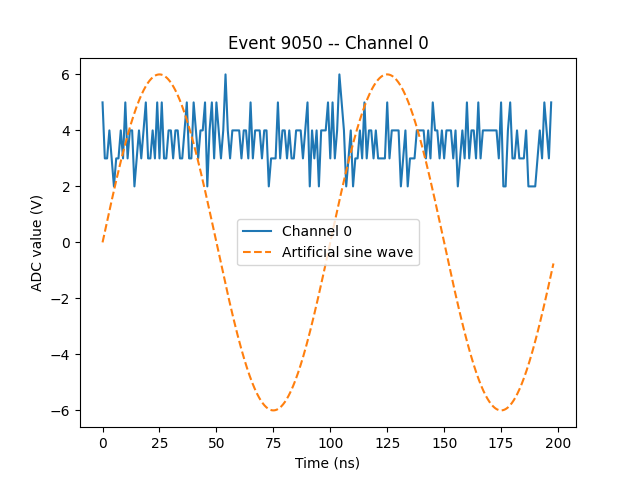 Event 9050 -- Channel 0
6
4
2
0
−2
−4
−6
ADC value (V)
Channel 0
Artificial sine wave
0 25 50 75 100 125 150 175 200
Time (ns)